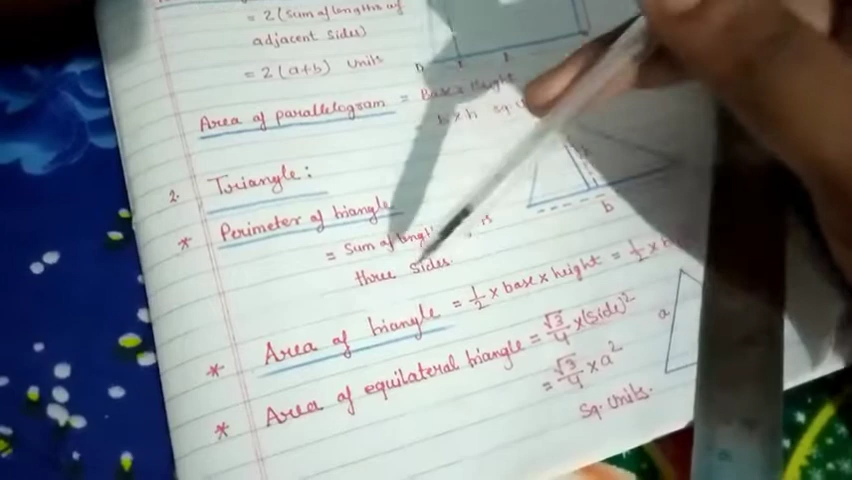 = 2 (sum of lengths of
adjacent sides)
= 2 (a+b) units
D
Area of parallelogram = Base x Height
b x h sq.
2. Triangle:
b
* Perimeter of triangle
= Sum of
three sides.
* Area of triangle = 1/2 x base x height = 1/2 x
a
* Area of equilateral triangle = √3/4 x (Side)²
= √3/4 x a²
Sq. Units.